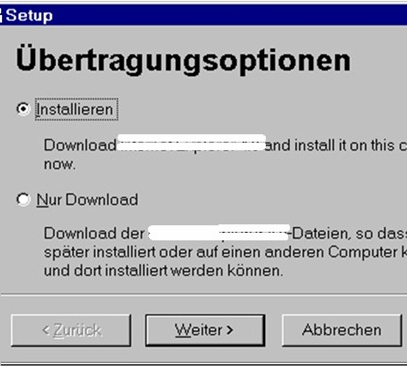 Setup
Übertragungsoptionen
Installieren
Download and install it on this c
now.
Nur Download
Download der -Dateien, so dass
später installiert oder auf einen anderen Computer k
und dort installiert werden können.
< Zurück
Weiter >
Abbrechen